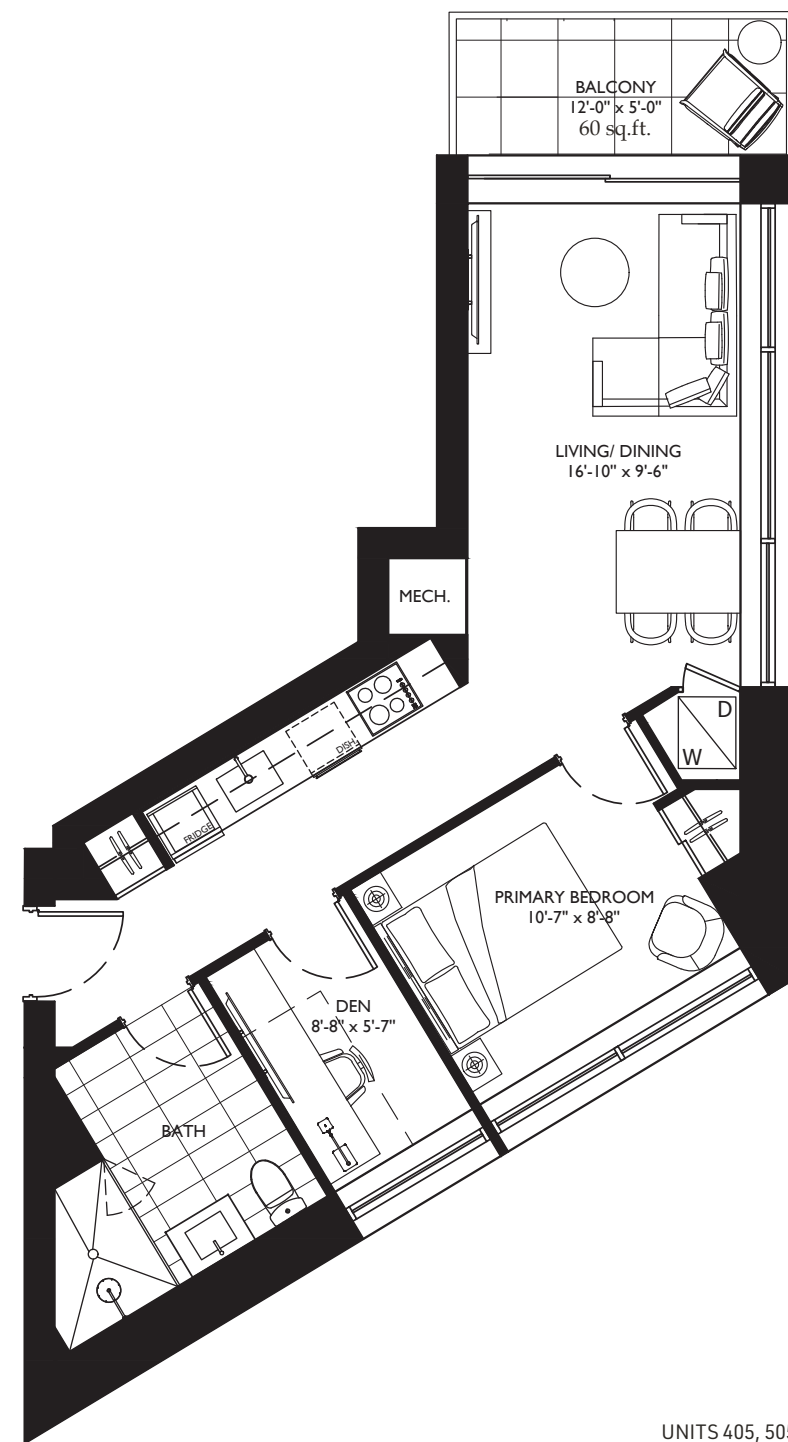 BALCONY
12'-0" x 5'-0"
60 sq.ft.
LIVING/ DINING
16'-10" x 9'-6"
MECH.
D
W
DISH
FRIDGE
PRIMARY BEDROOM
10'-7" x 8'-8"
DEN
8'-8" x 5'-7"
BATH
UNITS 405, 505